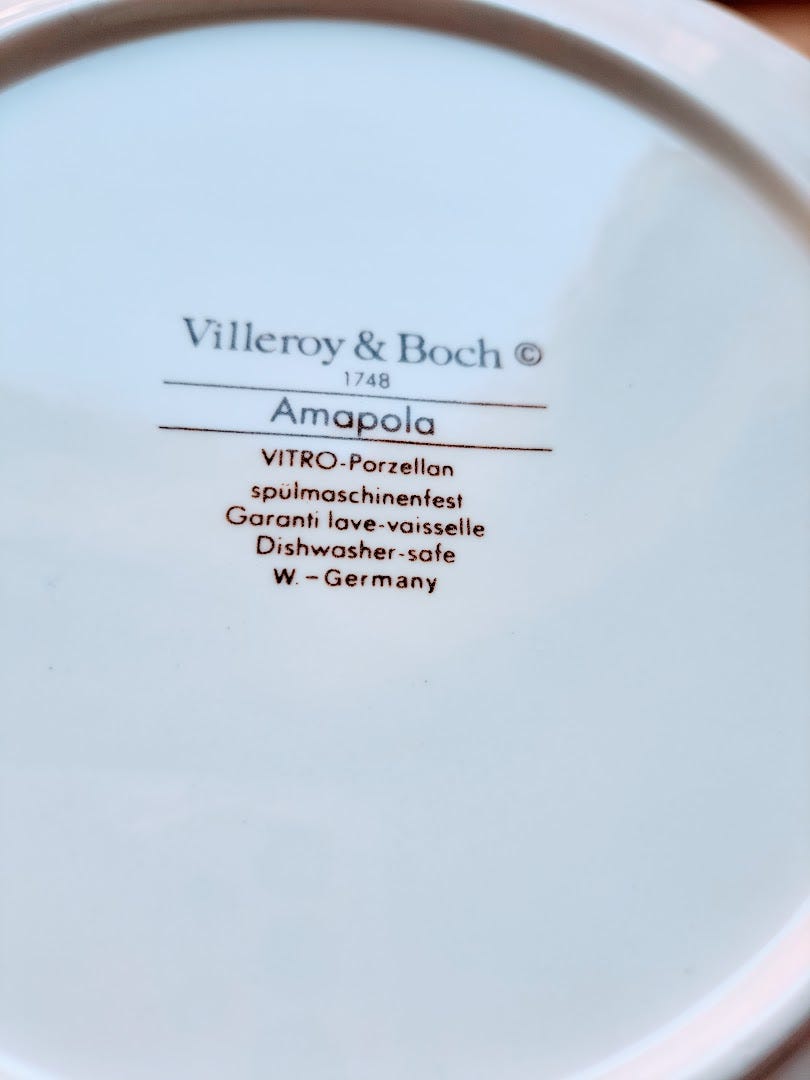 Villeroy & Boch ©
1748
Amapola
VITRO-Porzellan
spülmaschinenfest
Garanti lave-vaisselle
Dishwasher-safe
W.-Germany